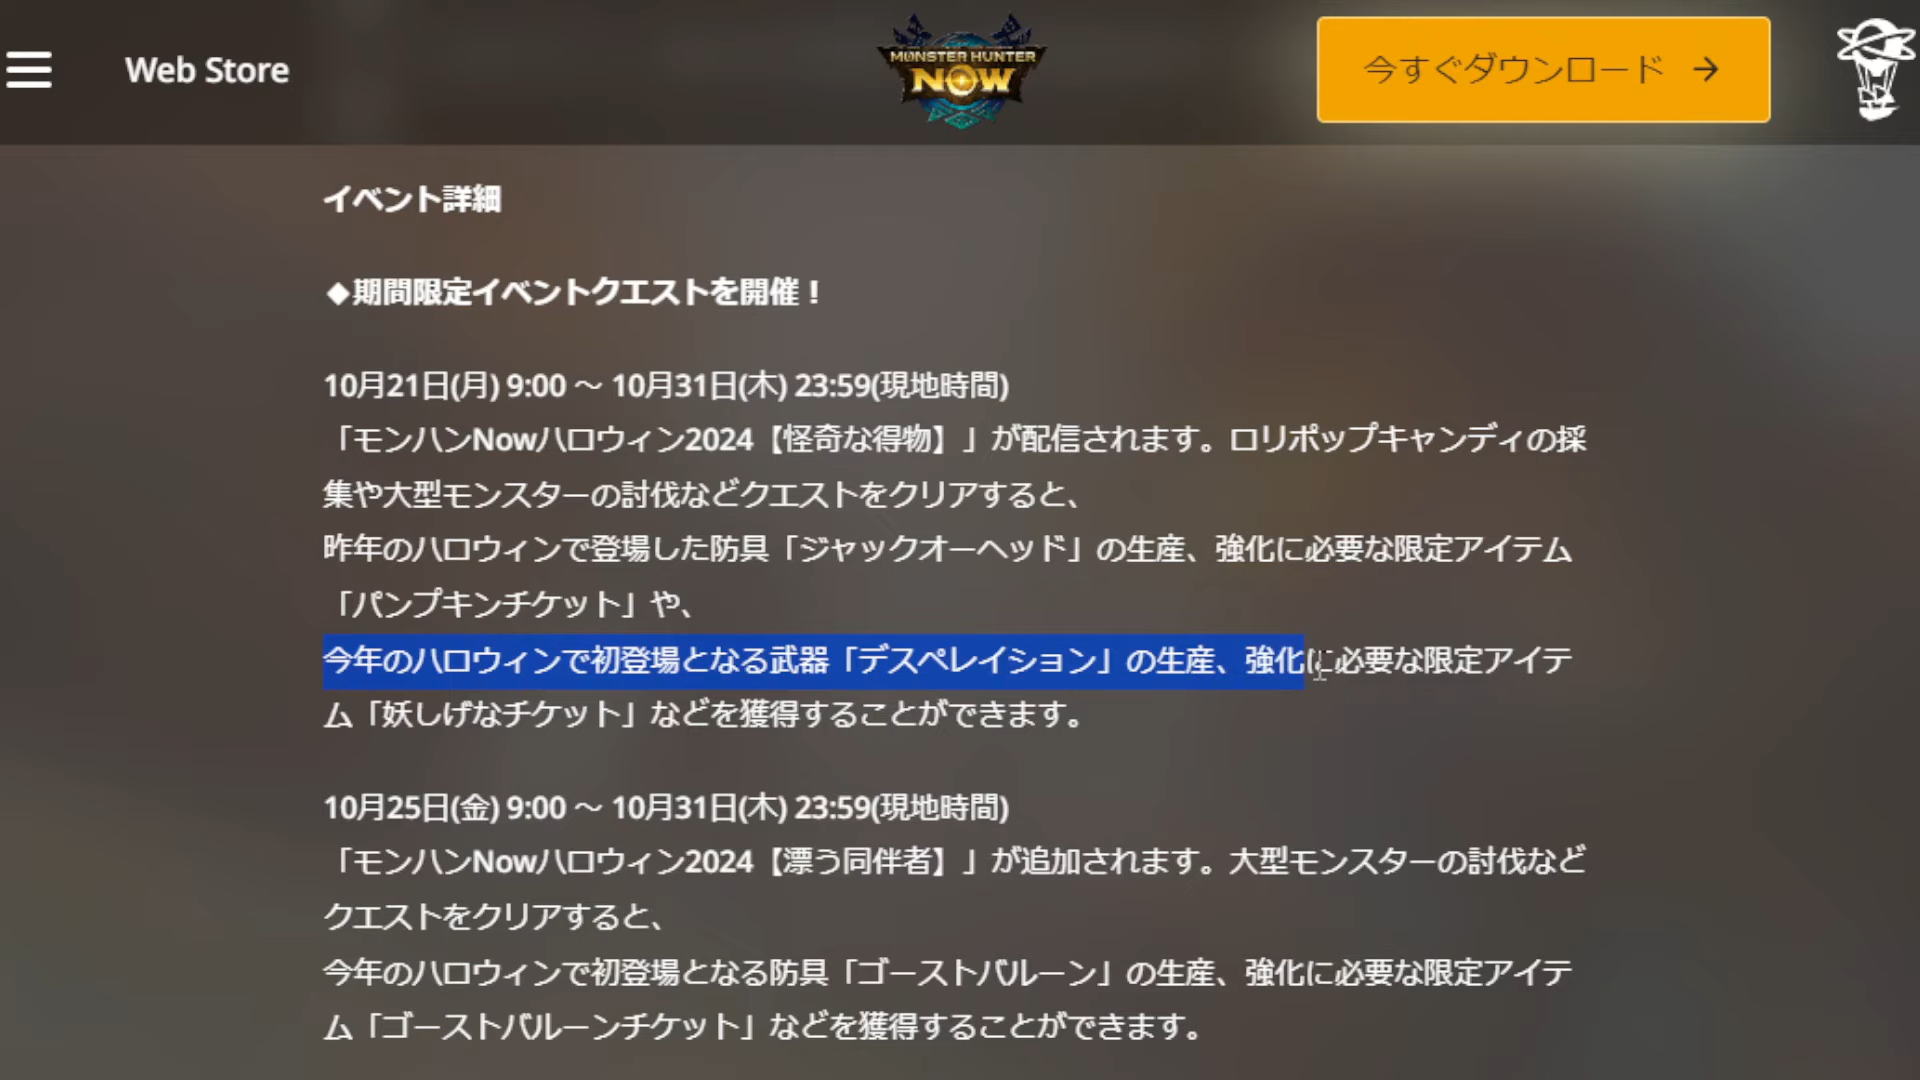 Web Store
MONSTER HUNTER
NOW
今すぐダウンロード →
イベント詳細
◆期間限定イベントクエストを開催！
10月21日(月) 9:00 ～ 10月31日(木) 23:59(現地時間)
「モンハンNowハロウィン2024【怪奇な得物】」が配信されます。ロリポップキャンディの採
集や大型モンスターの討伐などクエストをクリアすると、
昨年のハロウィンで登場した防具「ジャックオーヘッド」の生産、強化に必要な限定アイテム
「パンプキンチケット」や、
今年のハロウィンで初登場となる武器「デスペレイション」の生産、強化に必要な限定アイテ
ム「妖しげなチケット」などを獲得することができます。
10月25日(金) 9:00 ～ 10月31日(木) 23:59(現地時間)
「モンハンNowハロウィン2024【漂う同伴者】」が追加されます。大型モンスターの討伐など
クエストをクリアすると、
今年のハロウィンで初登場となる防具「ゴーストバルーン」の生産、強化に必要な限定アイテ
ム「ゴーストバルーンチケット」などを獲得することができます。